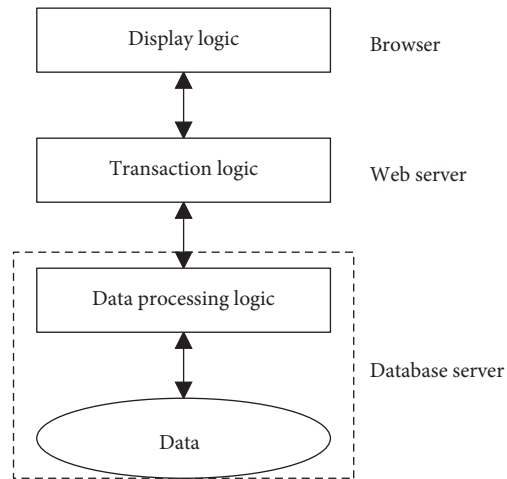 Display logic
Browser
Transaction logic
Web server
Data processing logic
Database server
Data